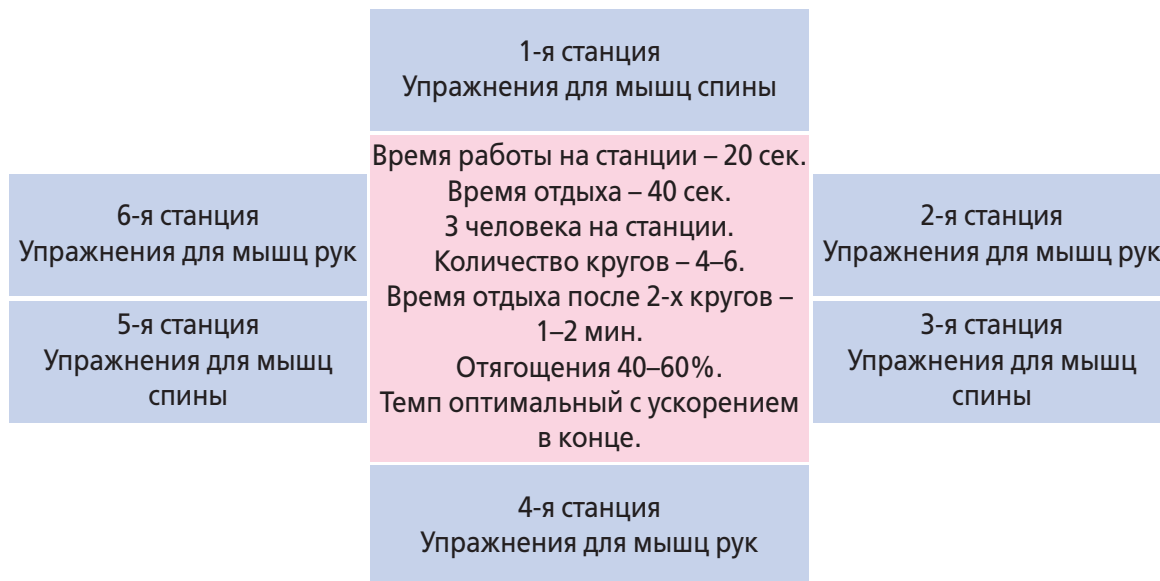 1-я станция
Упражнения для мышц спины
Время работы на станции – 20 сек.
Время отдыха – 40 сек.
3 человека на станции.
Количество кругов – 4–6.
Время отдыха после 2-х кругов –
1–2 мин.
Отягощения 40–60%.
Темп оптимальный с ускорением
в конце.
6-я станция
Упражнения для мышц рук
2-я станция
Упражнения для мышц рук
5-я станция
Упражнения для мышц
спины
3-я станция
Упражнения для мышц
спины
4-я станция
Упражнения для мышц рук